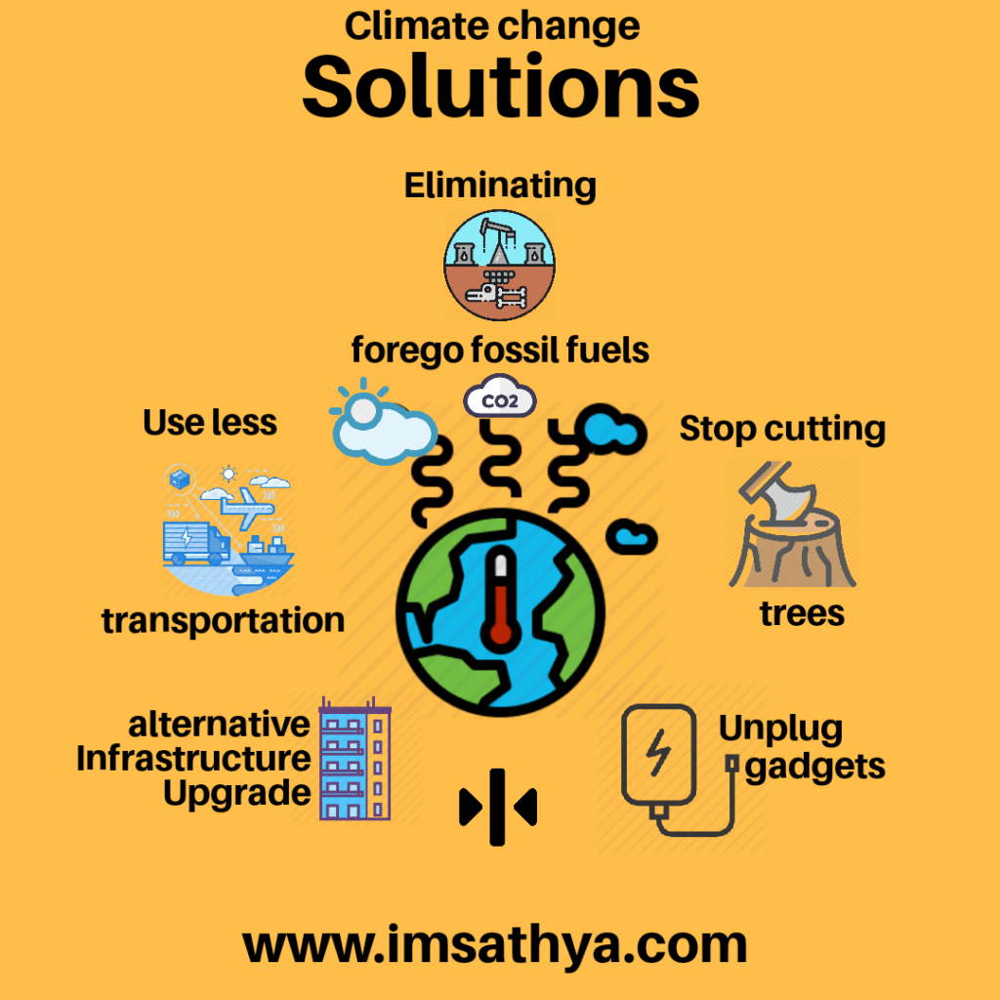 Climate change
Solutions
Eliminating
forego fossil fuels
CO2
Use less
transportation
Stop cutting
trees
alternative
Infrastructure
Upgrade
Unplug
gadgets
www.imsathya.com